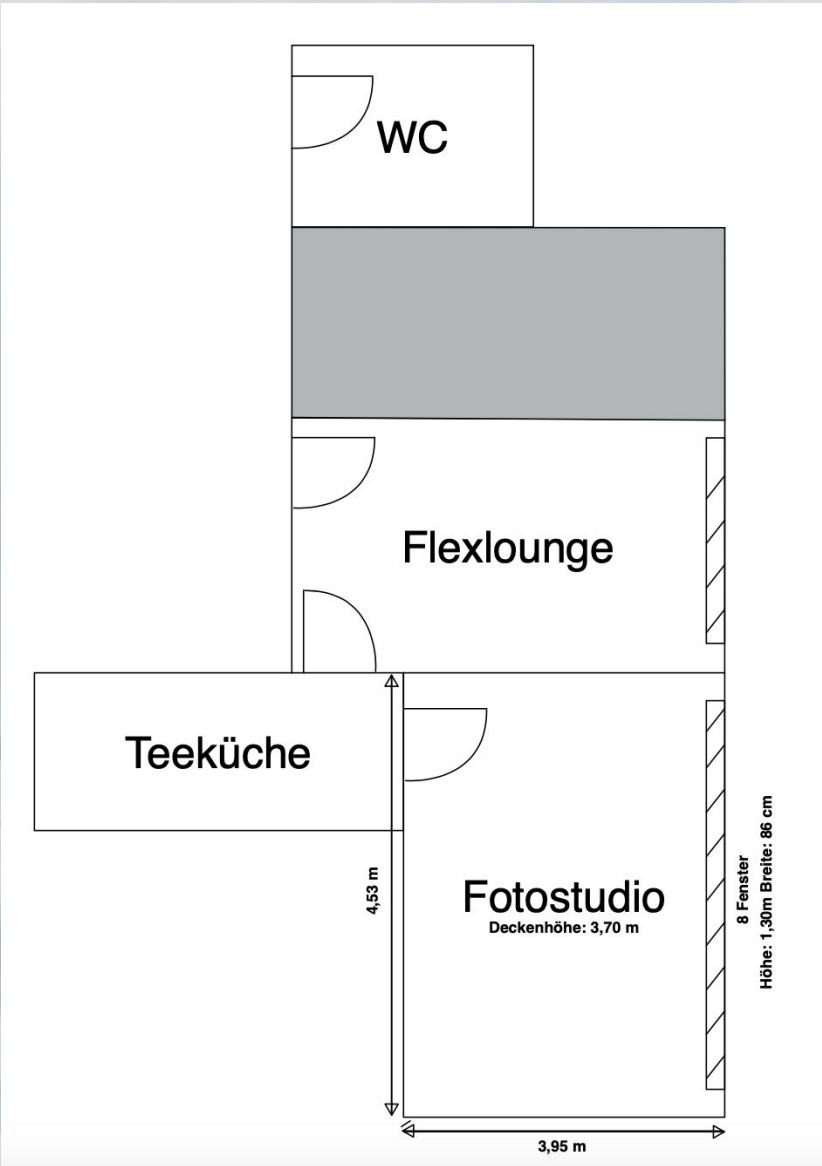 WC
Flexlounge
Teeküche
4,53 m
Fotostudio
Deckenhöhe: 3,70 m
8 Fenster
Höhe: 1,30m Breite: 86 cm
3,95 m